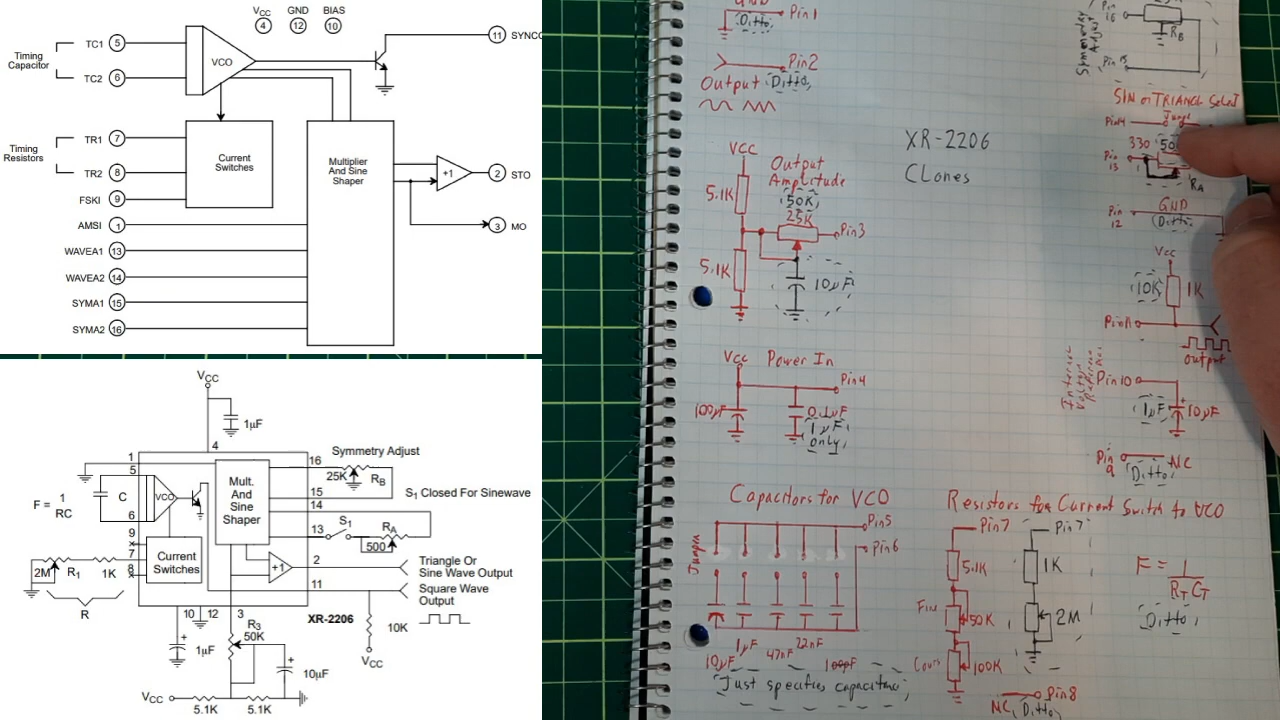 VCC GND BIAS
4 12 10
Timing
Capacitor
TC1 5
TC2 6
VCO
11 SYNCO
Timing
Resistors
TR1 7
TR2 8
FSKI 9
Current
Switches
Multiplier
And Sine
Shaper
+1
2 STO
3 MO
AMSI 1
WAVEA1 13
WAVEA2 14
SYMA1 15
SYMA2 16
VCC
1µF
4
1
5
C
VCO
6
F = 1
RC
9
7
8
2M R1 1K
R
Current
Switches
Mult.
And
Sine
Shaper
+1
16
15
14
13
2
11
Symmetry Adjust
25K RB
S1 Closed For Sinewave
S1
RA
500
Triangle Or
Sine Wave Output
Square Wave
Output
XR-2206
10K
VCC
10 12 3
1µF
R3
50K
10µF
VCC
5.1K 5.1K
GND
Pin1
(Ditto)
Pin2
Output (Ditto)
XR-2206
Clones
VCC
Output
Amplitude
5.1K
(50K)
25K
Pin3
5.1K
10µF
Vcc Power In
Pin4
100µF
0.1µF
1µF
only
Capacitors for VCO
Pin5
Pin6
Jumper
10µF
1µF
47nF
22nF
100pF
"Just specifies capacitance"
Resistors for Current Switch to VCO
Pin7
5.1K
Fine
50K
100K
Pin7
1K
2M
Pin8
NC (Ditto)
F = 1
RT CT
(Ditto)
Symmetry
Adjust
Pin
16
RB
Pin 15
SIN or TRIANGLE Select
Pin14
330
Pin
13
RA
GND
Pin
12
(Ditto)
Vcc
10K
1K
Pin11
output
Pin10
1µF
10µF
Pin
9
NC
(Ditto)